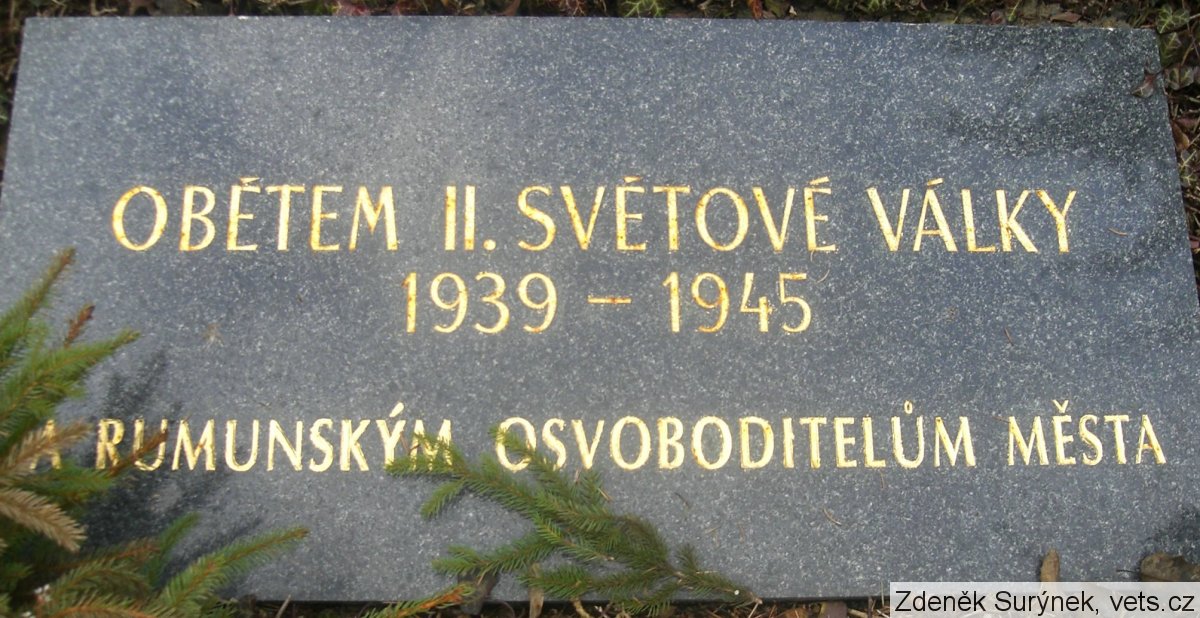 OBĚTEM II. SVĚTOVÉ VÁLKY
1939 – 1945
A RUMUNSKÝM OSVOBODITELŮM MĚSTA
Zdeněk Surýnek, vets.cz